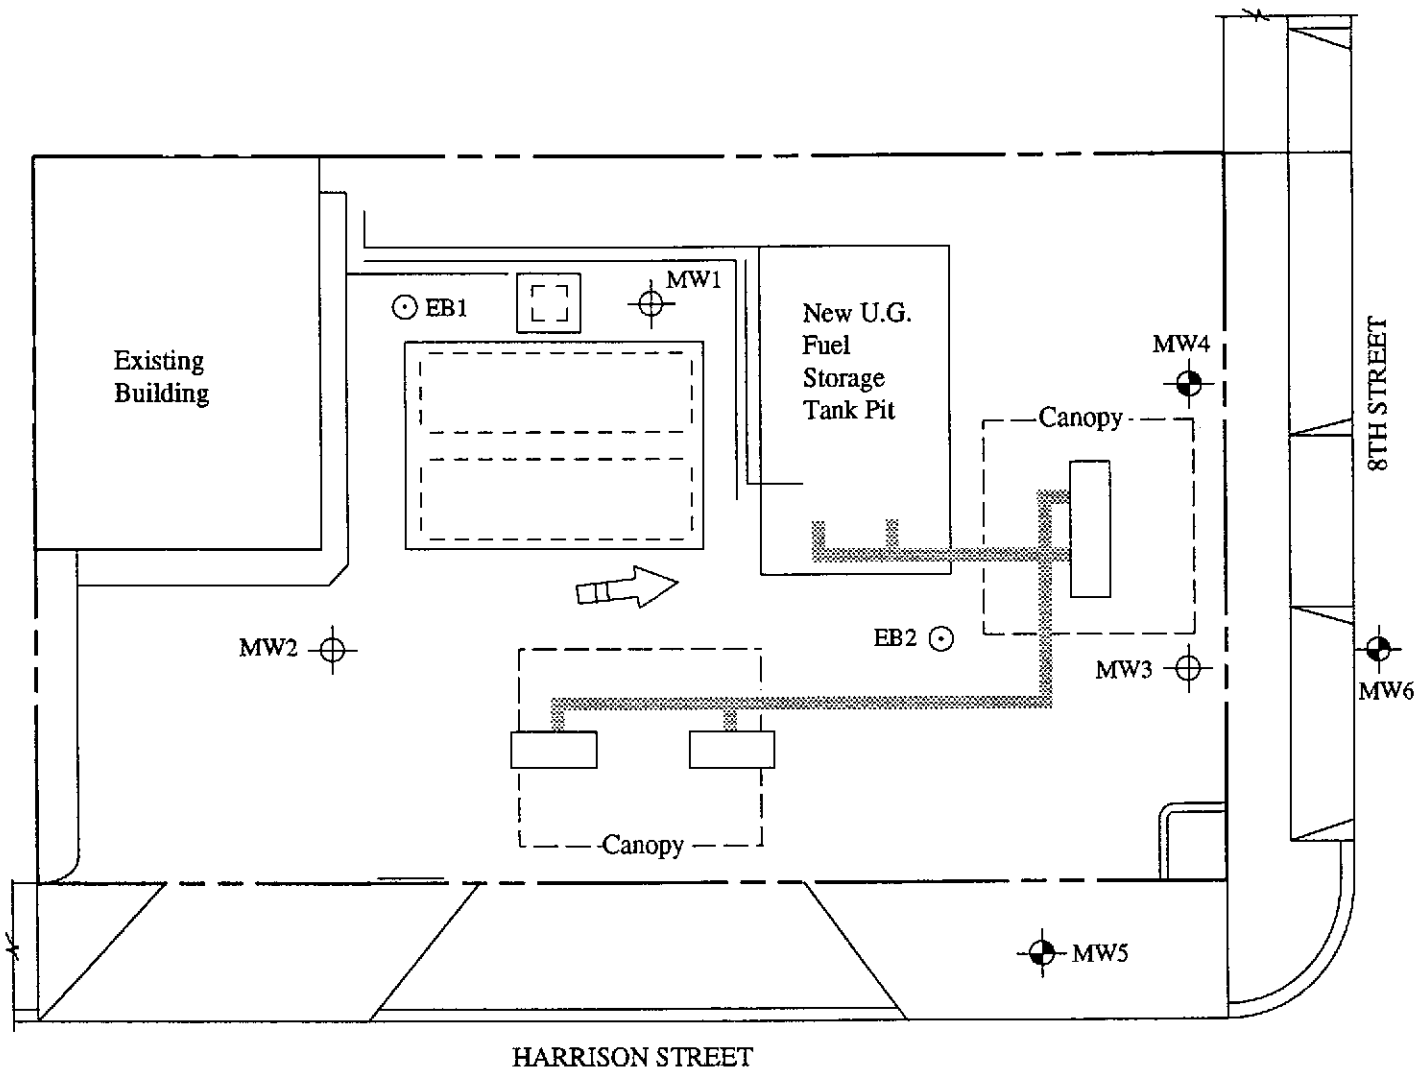 MW1
EB1
New U.G.
Fuel
Storage
Tank Pit
Existing
Building
MW4
8TH STREET
Canopy
EB2
MW2
MW3
MW6
Canopy
MW5
HARRISON STREET